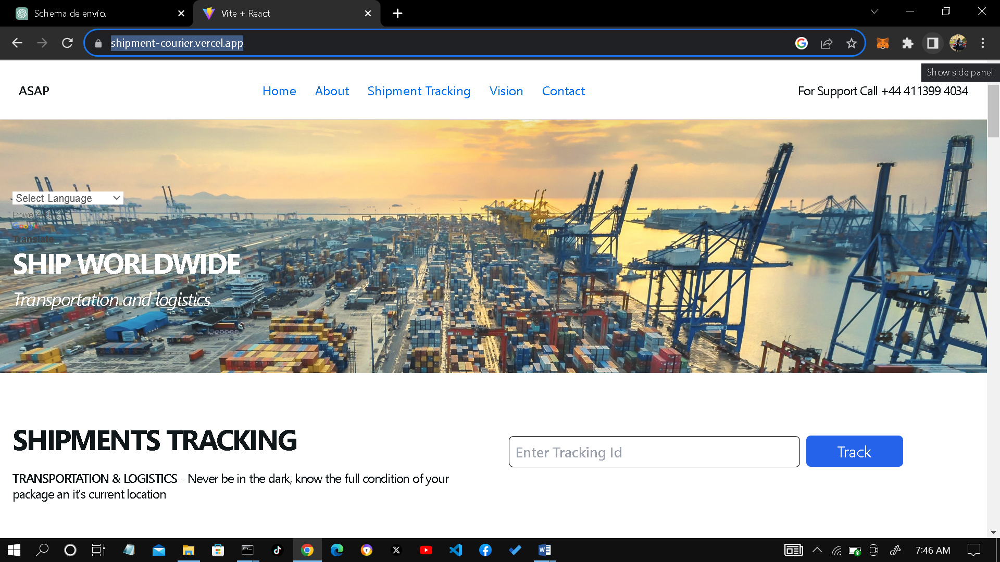 Schema de envío.
Vite + React
shipment-courier.vercel.app
Show side panel
ASAP
Home
About
Shipment Tracking
Vision
Contact
For Support Call +44 411399 4034
Select Language
Powered
Google
Translate
SHIP WORLDWIDE
Transportation and logistics
SHIPMENTS TRACKING
Enter Tracking Id
Track
TRANSPORTATION & LOGISTICS - Never be in the dark, know the full condition of your
package an it's current location
7:46 AM